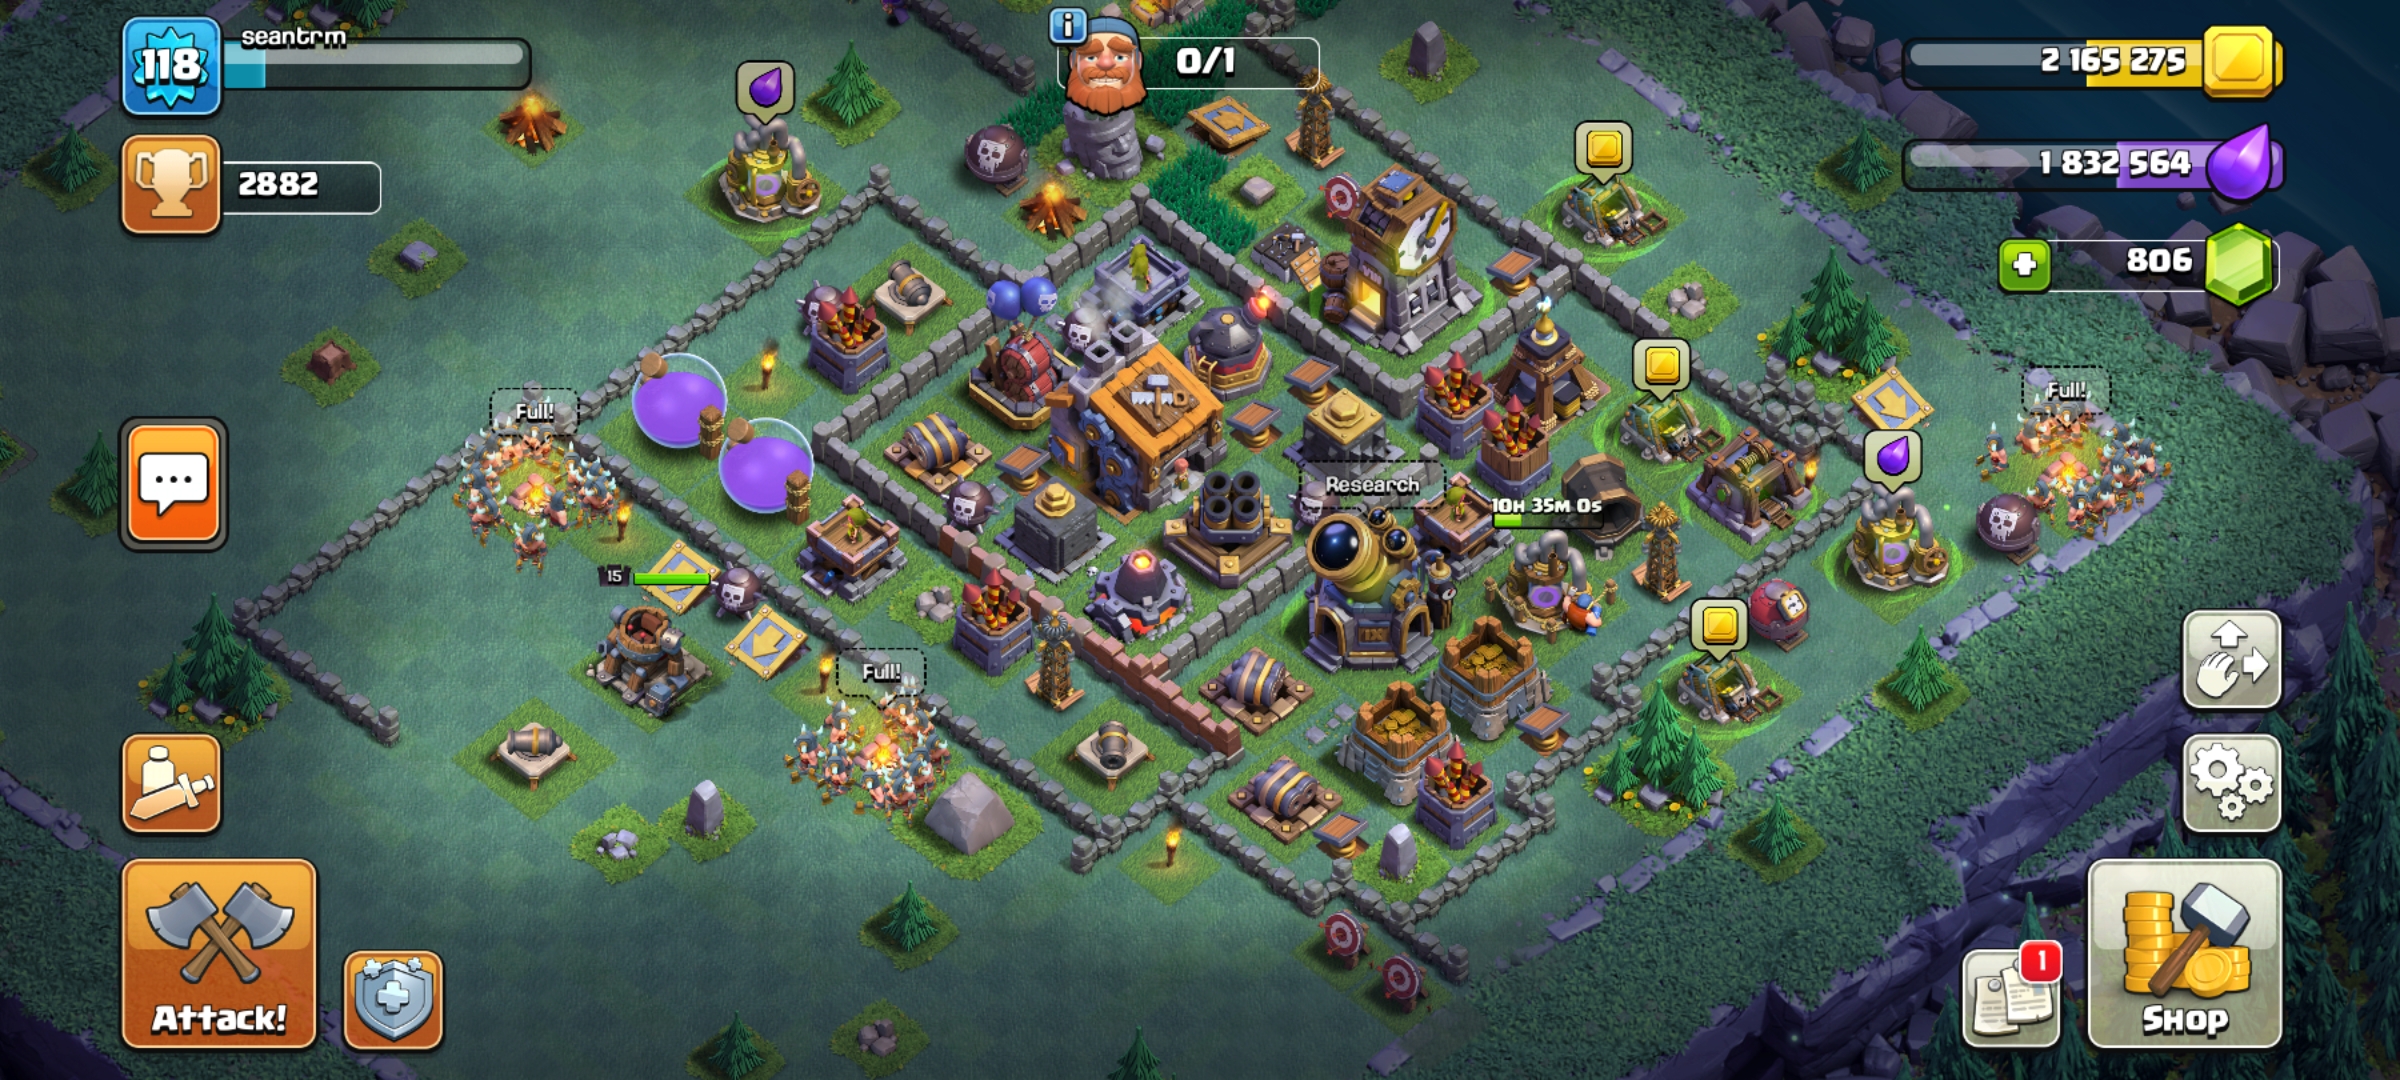 118
seantrm
i
0/1
2 165 275
2882
1 832 564
806
Full!
Full!
Research
10H 35M 0s
15
Full!
IX
Attack!
1
Shop